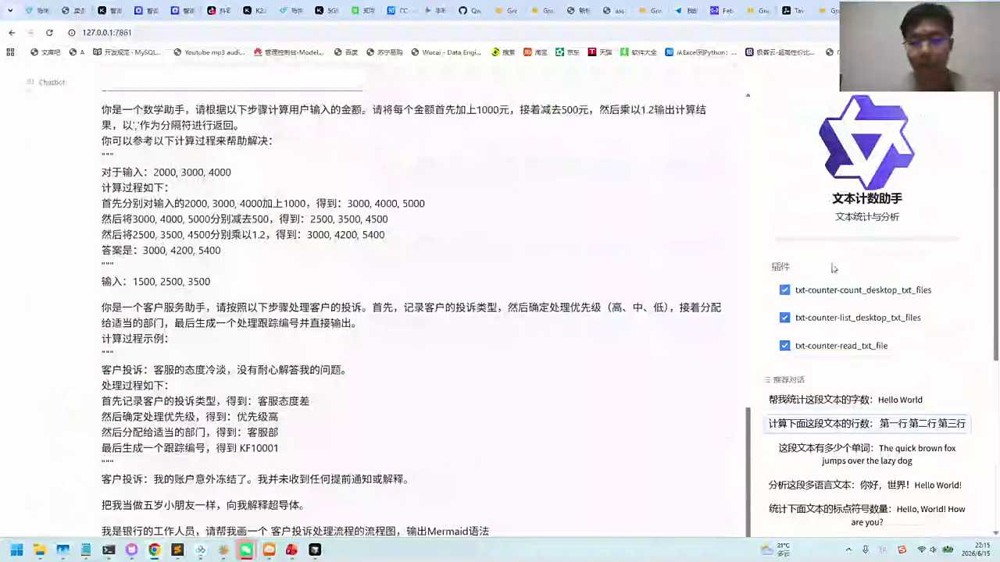 127.0.0.1:7861
文库吧
A
开发规范 - MySQL...
Youtube mp3 audi...
管理控制台-Model...
百度
苏宁易购
Wucai - Data Engi...
搜索
淘宝
京东
天猫
软件大全
从Excel到Python：...
极客云-超高性价比...
Chatbot
你是一个数学助手，请根据以下步骤计算用户输入的金额。请将每个金额首先加上1000元，接着减去500元，然后乘以1.2输出计算结
果，以','作为分隔符进行返回。
你可以参考以下计算过程来帮助解决：
"""
对于输入：2000, 3000, 4000
计算过程如下：
首先分别对输入的2000, 3000, 4000加上1000，得到：3000, 4000, 5000
然后将3000, 4000, 5000分别减去500，得到：2500, 3500, 4500
然后将2500, 3500, 4500分别乘以1.2，得到：3000, 4200, 5400
答案是：3000, 4200, 5400
"""
输入：1500, 2500, 3500
你是一个客户服务助手，请按照以下步骤处理客户的投诉。首先，记录客户的投诉类型，然后确定处理优先级（高、中、低），接着分配
给适当的部门，最后生成一个处理跟踪编号并直接输出。
计算过程示例：
"""
客户投诉：客服的态度冷淡，没有耐心解答我的问题。
处理过程如下：
首先记录客户的投诉类型，得到：客服态度差
然后确定处理优先级，得到：优先级高
然后分配给适当的部门，得到：客服部
最后生成一个跟踪编号，得到 KF10001
"""
客户投诉：我的账户意外冻结了。我并未收到任何提前通知或解释。
把我当做五岁小朋友一样，向我解释超导体。
我是银行的工作人员，请帮我画一个 客户投诉处理流程的流程图，输出Mermaid语法
文本计数助手
文本统计与分析
插件
txt-counter-count_desktop_txt_files
txt-counter-list_desktop_txt_files
txt-counter-read_txt_file
推荐对话
帮我统计这段文本的字数：Hello World
计算下面这段文本的行数： 第一行 第二行 第三行
这段文本有多少个单词：The quick brown fox
jumps over the lazy dog
分析这段多语言文本：你好，世界！Hello World!
统计下面文本的标点符号数量：Hello, World! How
are you?
21°C
多云
22:15
2026/6/15